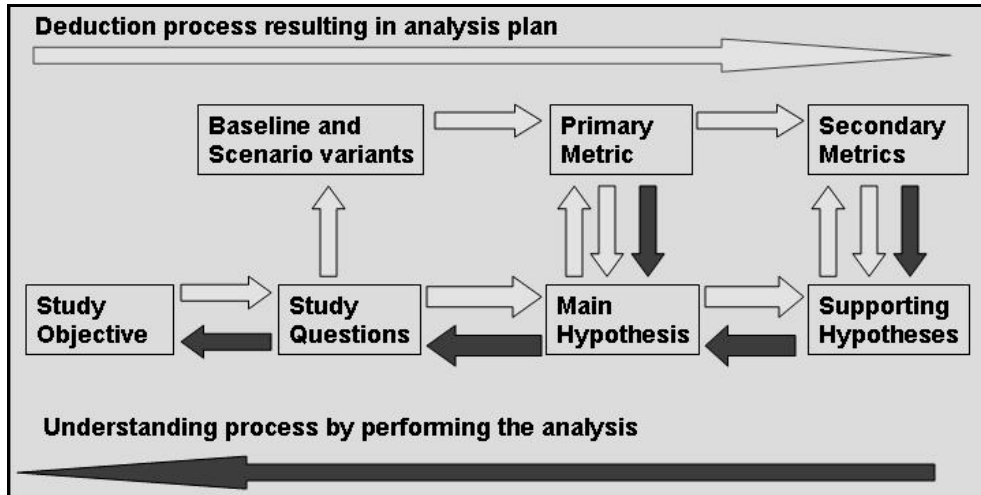 Deduction process resulting in analysis plan
Baseline and
Scenario variants
Primary
Metric
Secondary
Metrics
Study
Objective
Study
Questions
Main
Hypothesis
Supporting
Hypotheses
Understanding process by performing the analysis